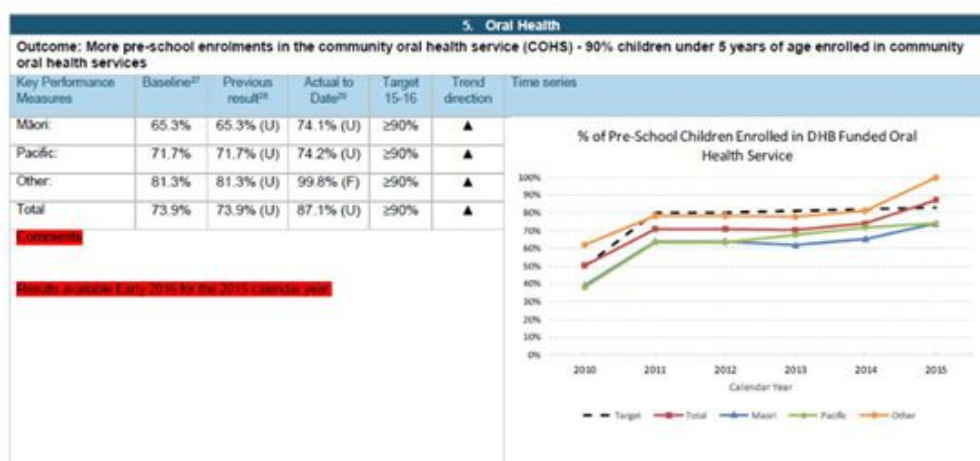 5. Oral Health
Outcome: More pre-school enrolments in the community oral health service (COHS) - 90% children under 5 years of age enrolled in community
oral health services
Key Performance Measures Baseline27 Previous result28 Actual to Date29 Target 15-16 Trend direction Time series
Māori: 65.3% 65.3% (U) 74.1% (U) ≥90% ▲
Pacific: 71.7% 71.7% (U) 74.2% (U) ≥90% ▲
Other: 81.3% 81.3% (U) 99.8% (F) ≥90% ▲
Total 73.9% 73.9% (U) 87.1% (U) ≥90% ▲
Comments
Results available Early 2016 for the 2015 calendar year.
% of Pre-School Children Enrolled in DHB Funded Oral
Health Service
100%
90%
80%
70%
60%
50%
40%
30%
20%
10%
0%
2010 2011 2012 2013 2014 2015
Calendar Year
Target Total Maori Pacific Other